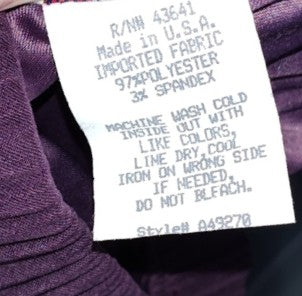 R/N# 43641
Made in U.S.A.
IMPORTED FABRIC
97%POLYESTER
3% SPANDEX
MACHINE WASH COLD
INSIDE OUT WITH
LIKE COLORS,
LINE DRY,COOL
IRON ON WRONG SIDE
IF NEEDED,
DO NOT BLEACH.
Style# A49270